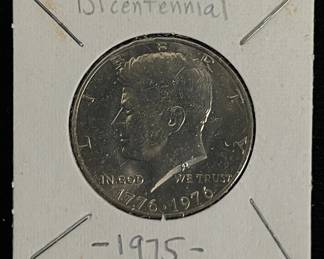 Bicentennial
LIBERTY
IN GOD WE TRUST
1776 · 1976
-1975-